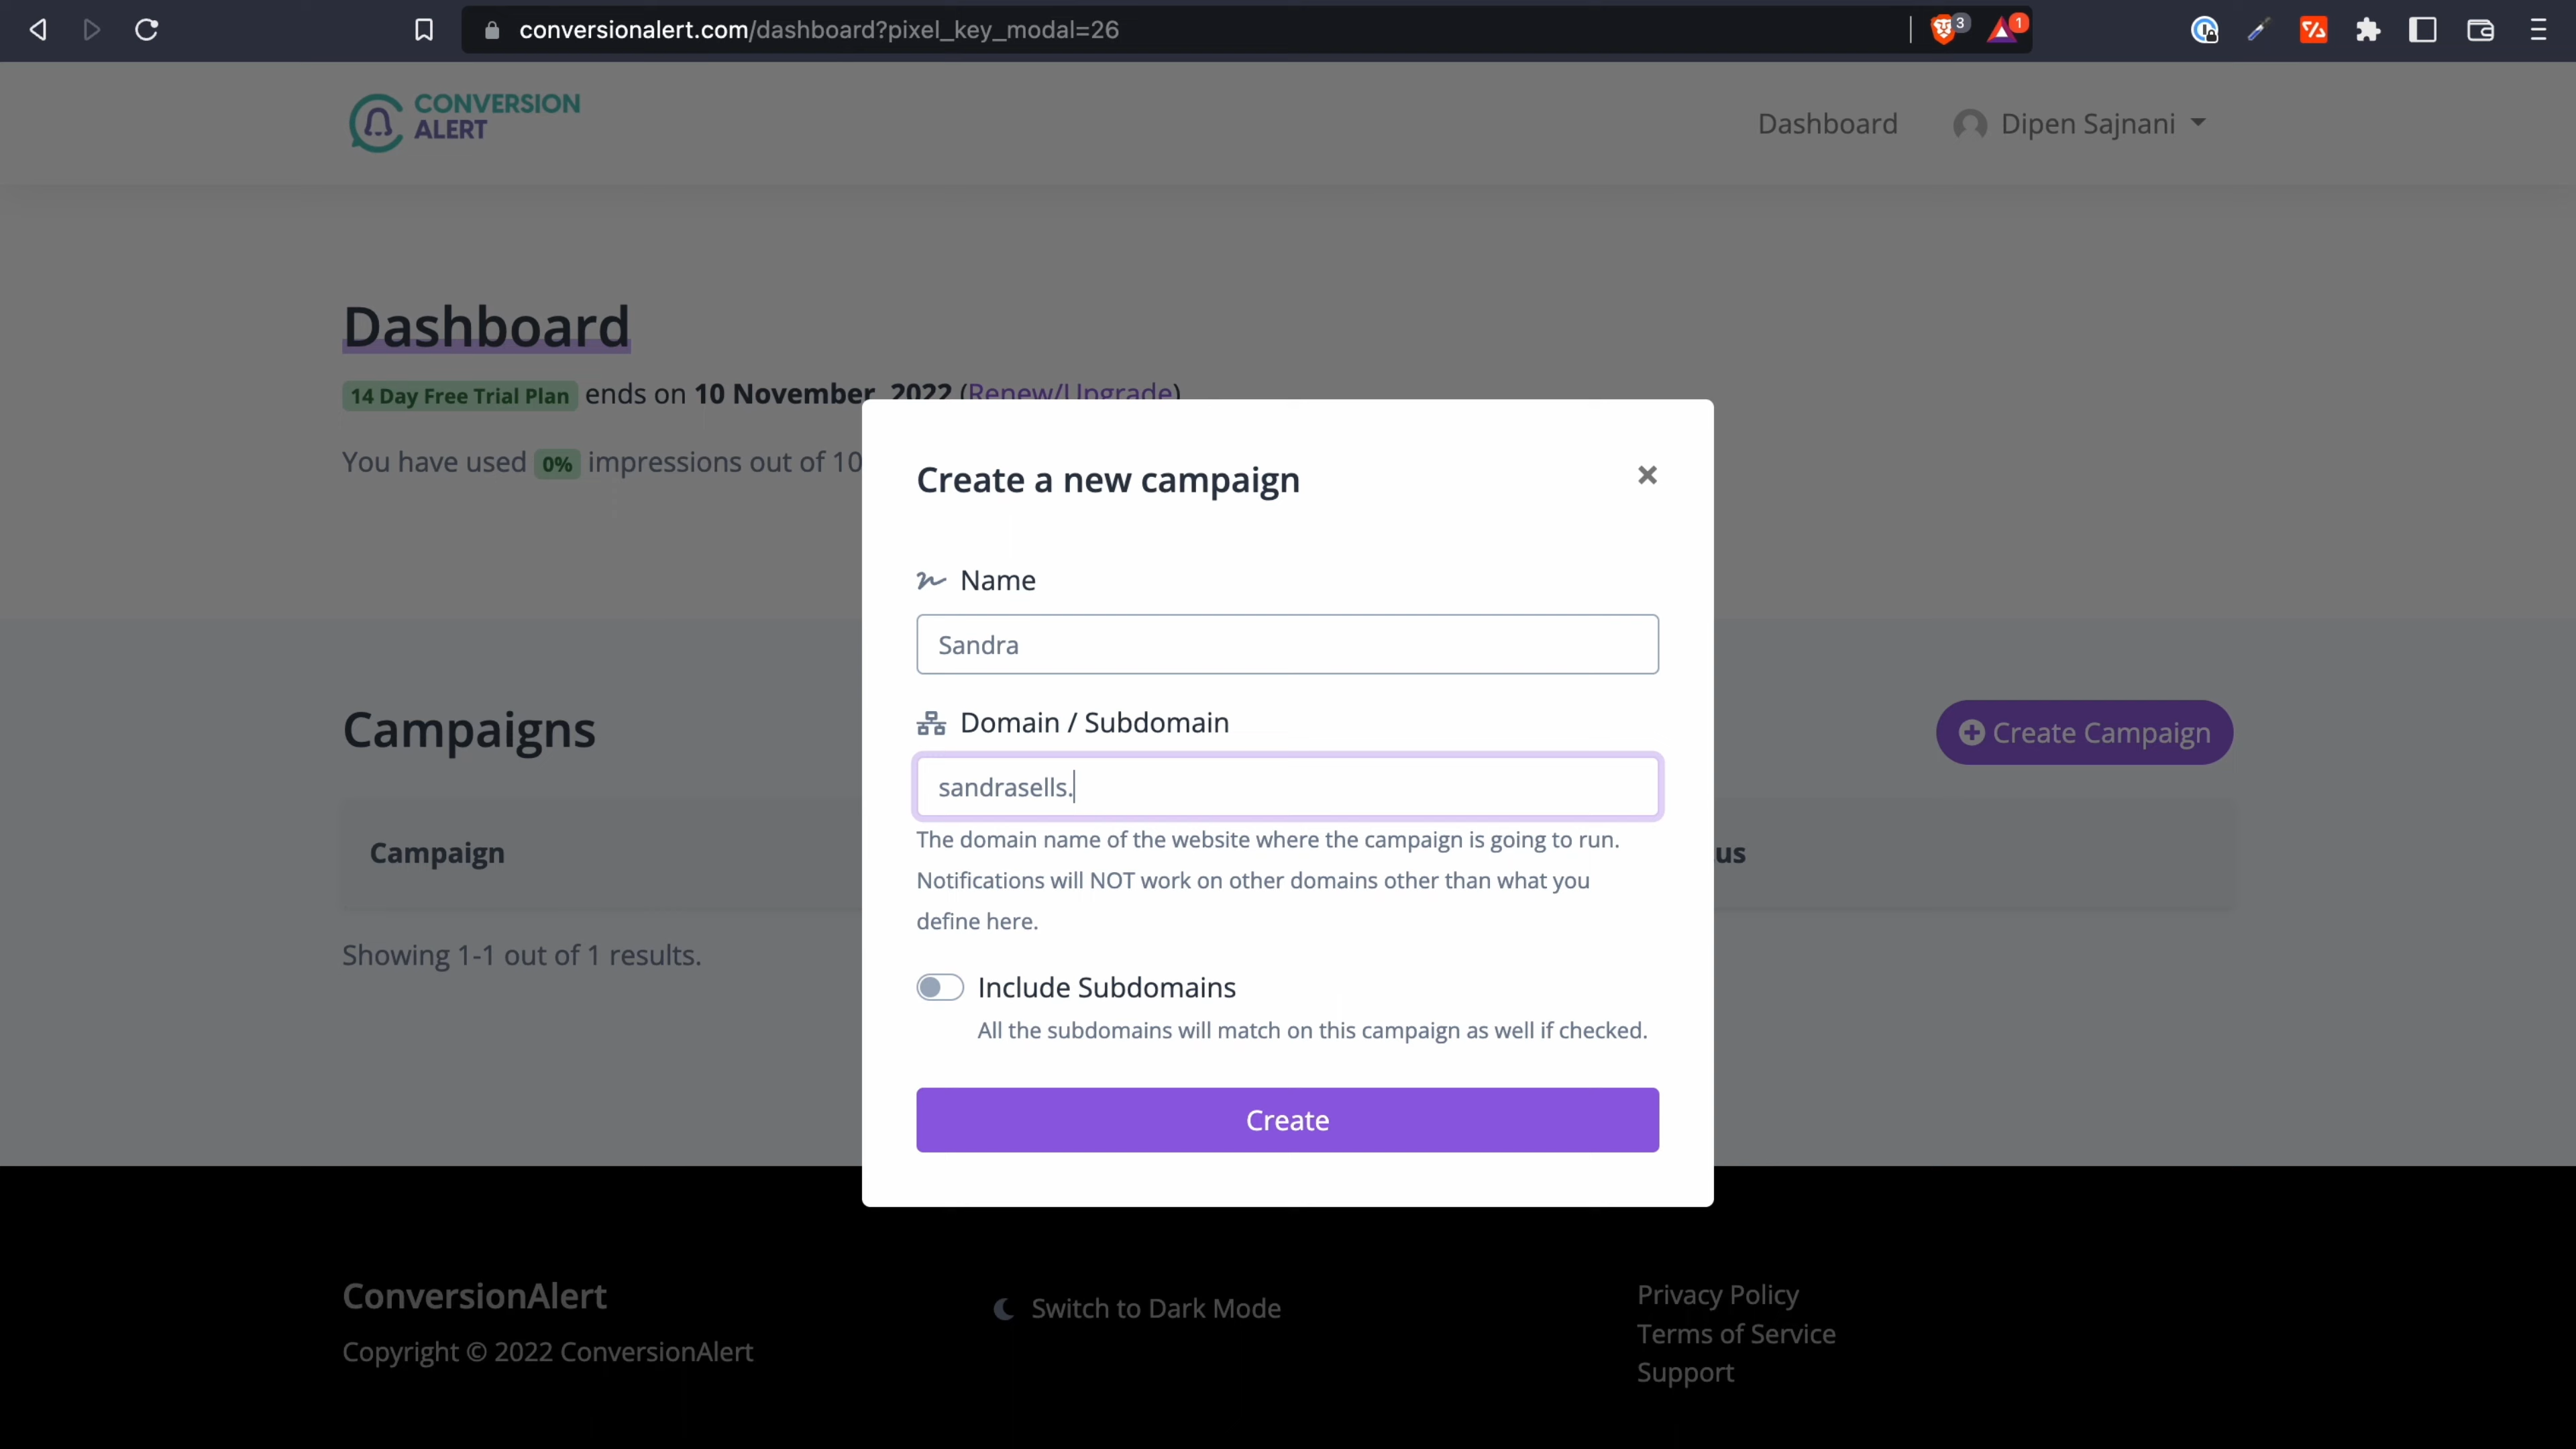 conversionalert.com/dashboard?pixel_key_modal=26
3
1
CONVERSION
ALERT
Dashboard
Dipen Sajnani
Dashboard
14 Day Free Trial Plan ends on 10 November, 2022 (Renew/Upgrade)
You have used 0% impressions out of 10
Create a new campaign
Name
Sandra
Domain / Subdomain
sandrasells.
The domain name of the website where the campaign is going to run.
Notifications will NOT work on other domains other than what you
define here.
Include Subdomains
All the subdomains will match on this campaign as well if checked.
Create
Campaigns
Create Campaign
Campaign
us
Showing 1-1 out of 1 results.
ConversionAlert
Copyright © 2022 ConversionAlert
Switch to Dark Mode
Privacy Policy
Terms of Service
Support